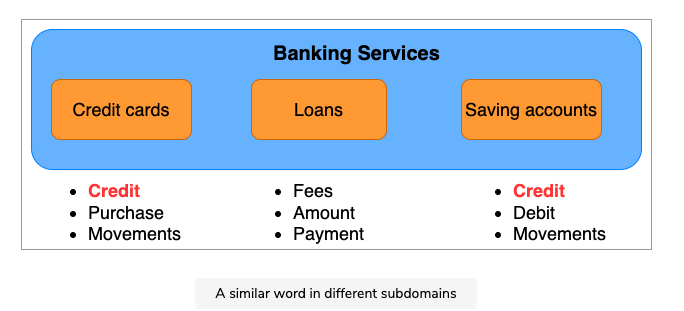 Banking Services
Credit cards
Loans
Saving accounts
Credit
Purchase
Movements
Fees
Amount
Payment
Credit
Debit
Movements
A similar word in different subdomains